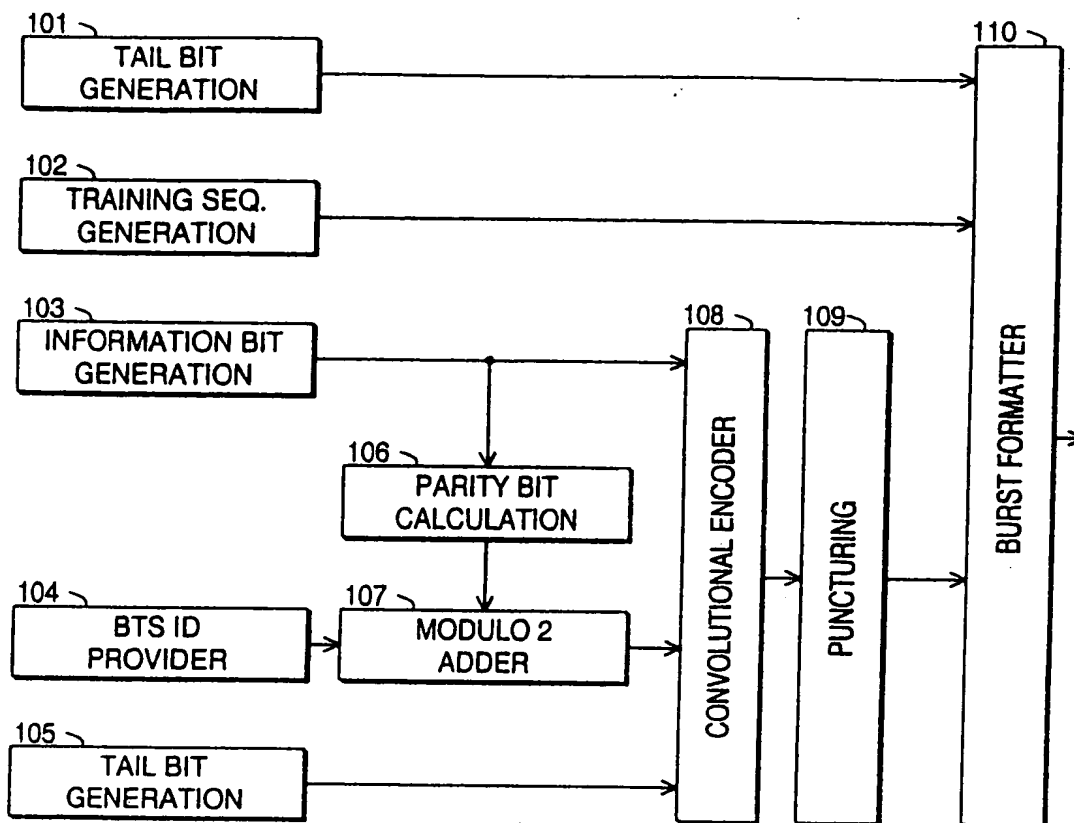 101
TAIL BIT
GENERATION
110
102
TRAINING SEQ.
GENERATION
103
INFORMATION BIT
GENERATION
108
109
106
PARITY BIT
CALCULATION
104
BTS ID
PROVIDER
107
MODULO 2
ADDER
105
TAIL BIT
GENERATION
CONVOLUTIONAL ENCODER
PUNCTURING
BURST FORMATTER